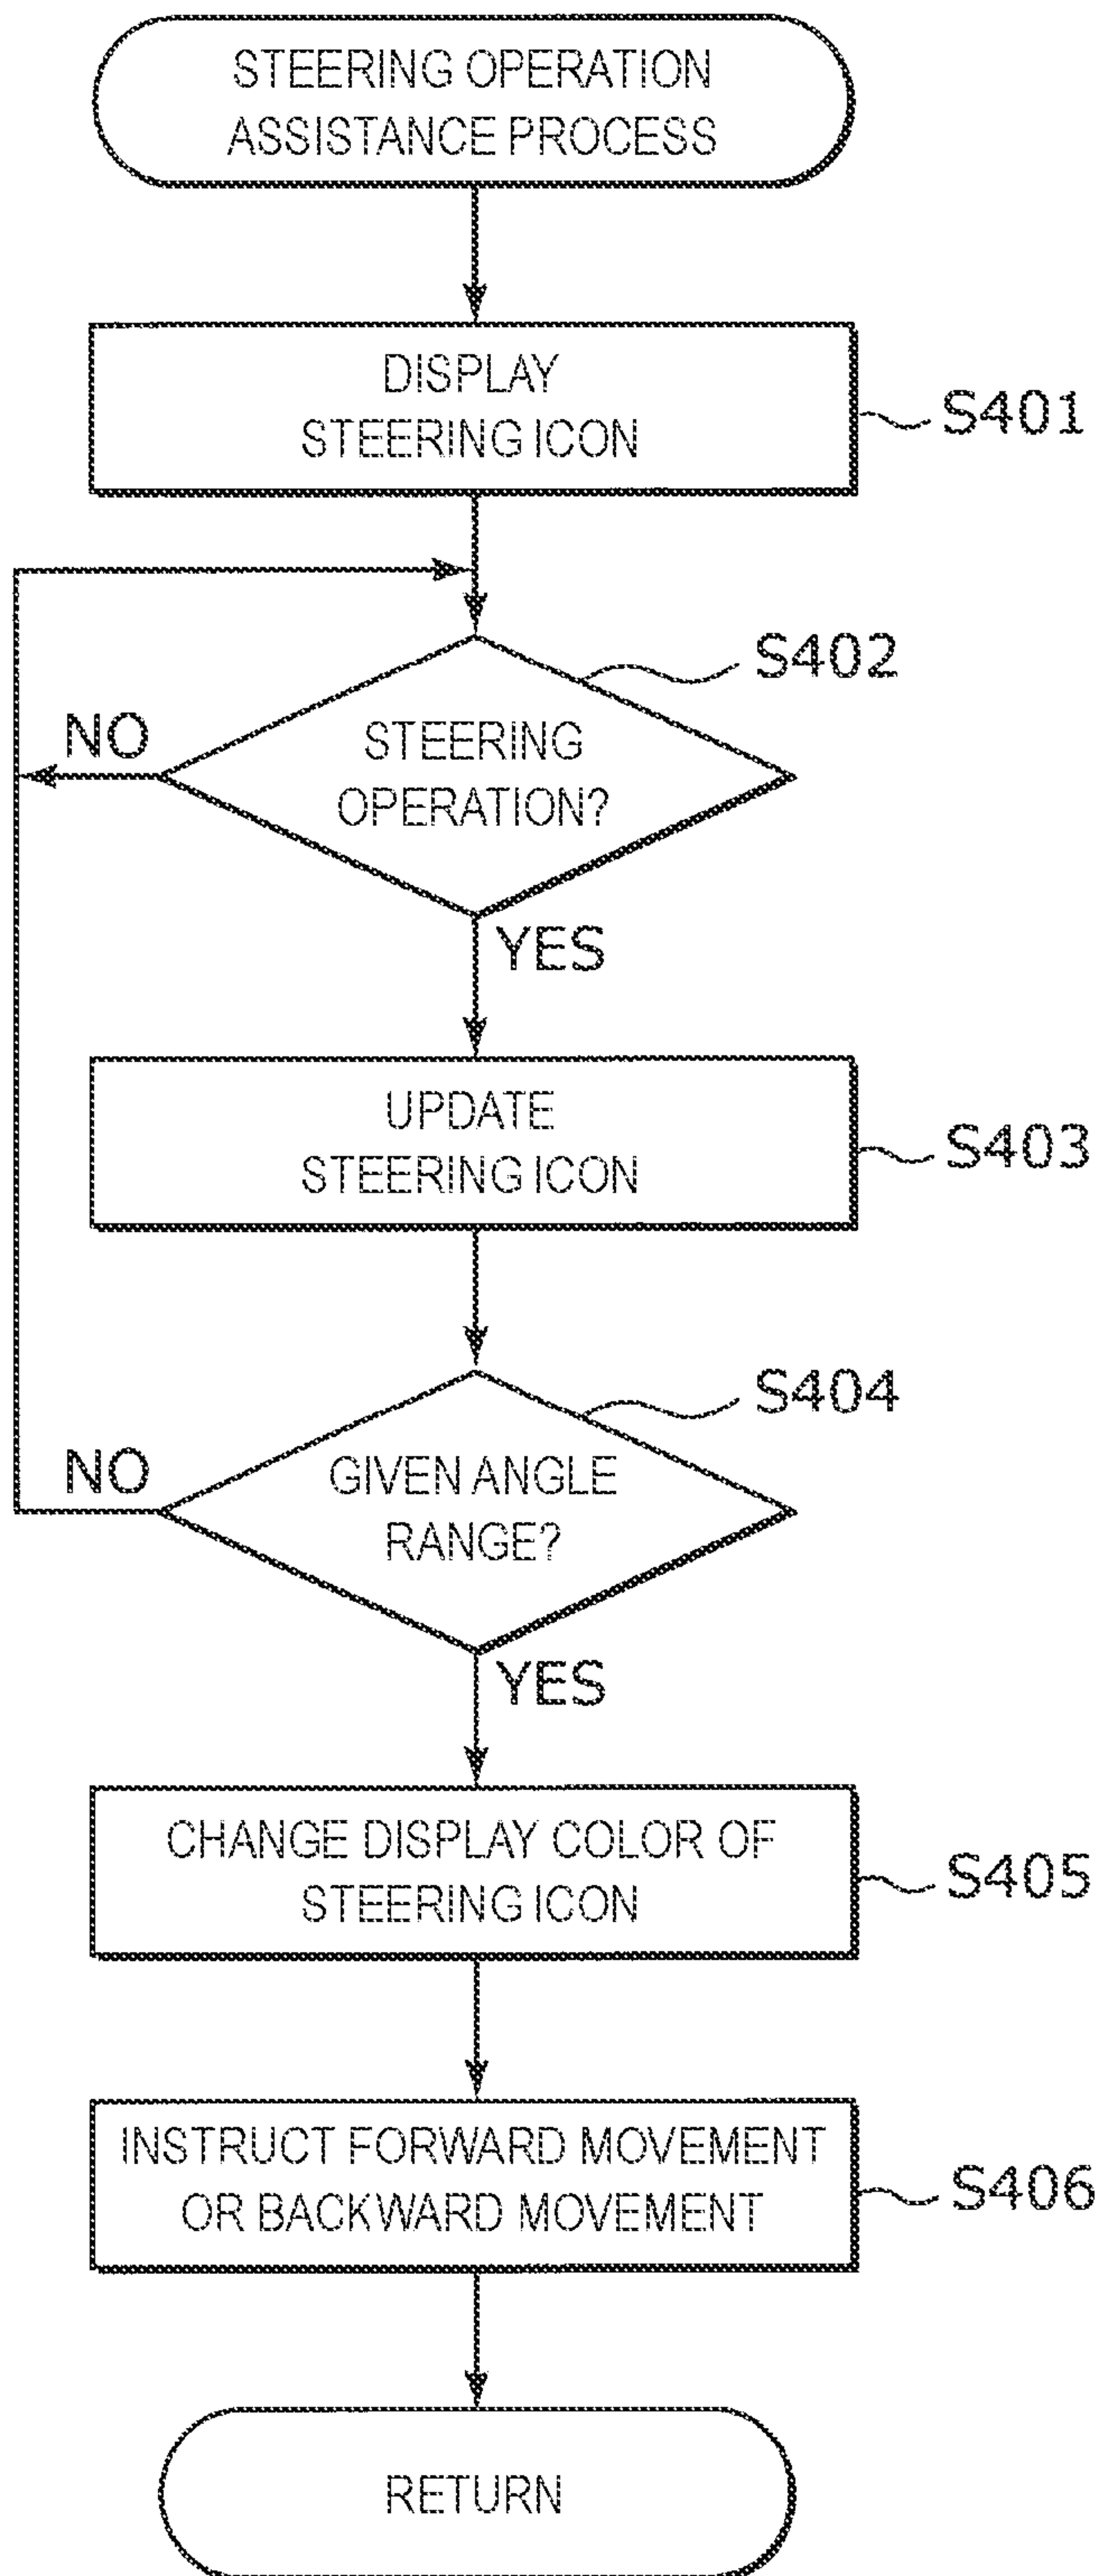 STEERING OPERATION
ASSISTANCE PROCESS
DISPLAY
STEERING ICON
S401
S402
NO
STEERING
OPERATION?
YES
UPDATE
STEERING ICON
S403
S404
NO
GIVEN ANGLE
RANGE?
YES
CHANGE DISPLAY COLOR OF
STEERING ICON
S405
INSTRUCT FORWARD MOVEMENT
OR BACKWARD MOVEMENT
S406
RETURN